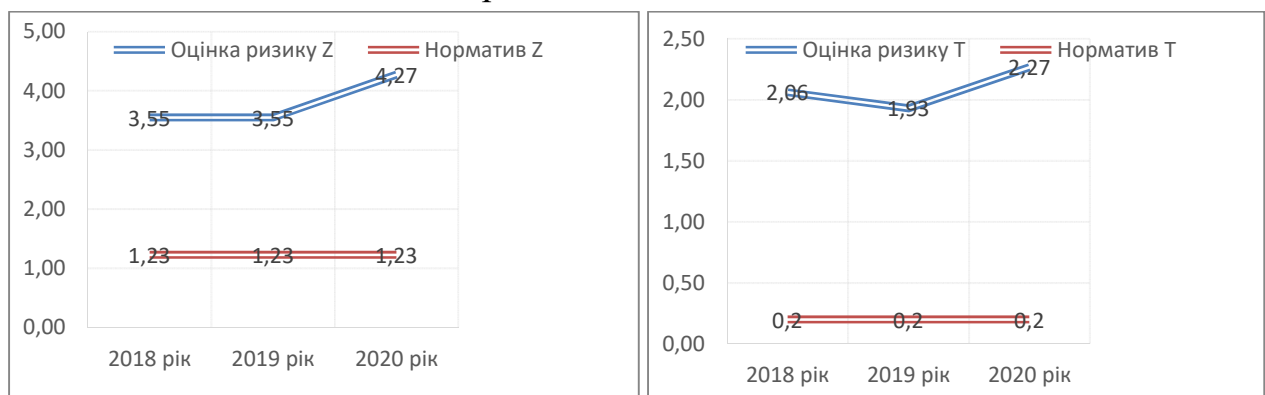 5,00
Оцінка ризику Z Норматив Z
4,27
4,00
3,55 3,55
3,00
2,00
1,23 1,23 1,23
1,00
0,00
2018 рік 2019 рік 2020 рік
2,50
Оцінка ризику Т Норматив Т
2,27
2,06 1,93
2,00
1,50
1,00
0,50
0,2 0,2 0,2
0,00
2018 рік 2019 рік 2020 рік